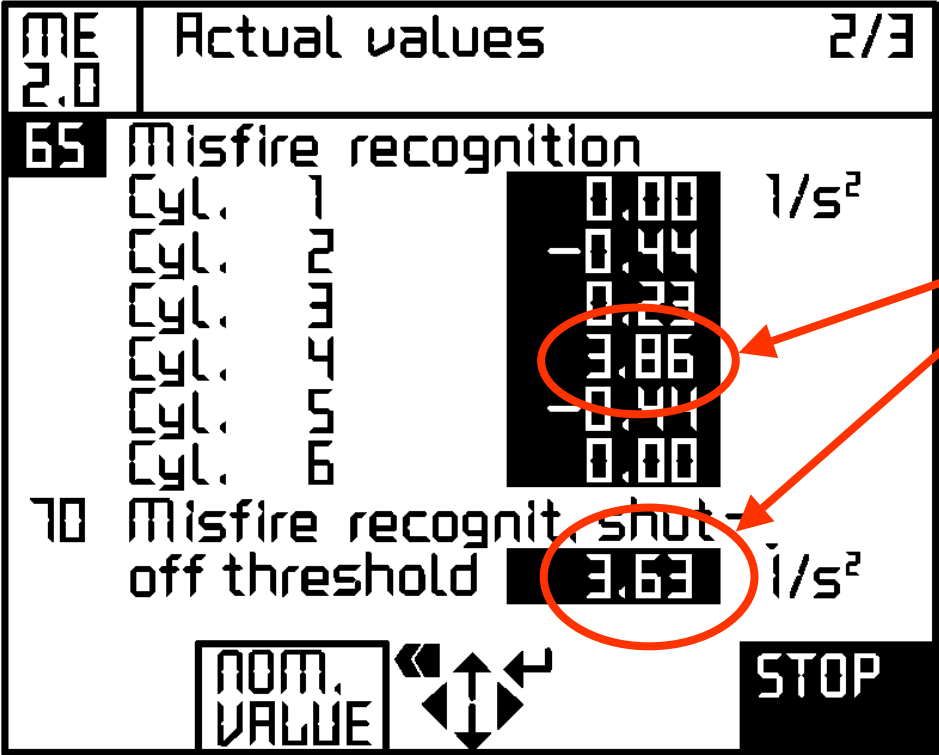 ME 2.0 Actual values 2/3
65 Misfire recognition
Cyl. 1 0.00 1/s²
Cyl. 2 -0.44
Cyl. 3 0.23
Cyl. 4 3.86
Cyl. 5 -0.44
Cyl. 6 0.00
70 Misfire recognit. shut-
off threshold 3.63 1/s²
NOM. VALUE STOP